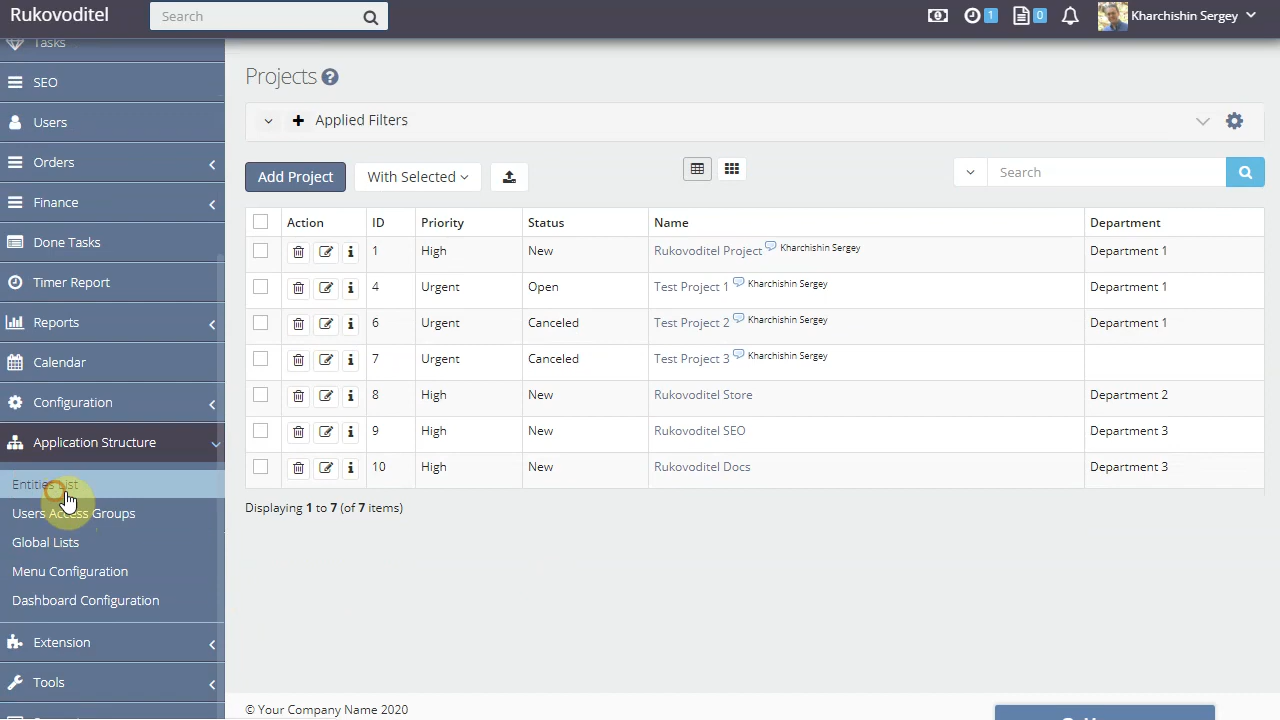 Rukovoditel
Search
1
0
Kharchishin Sergey
Tasks
SEO
Users
Orders
Finance
Done Tasks
Timer Report
Reports
Calendar
Configuration
Application Structure
Entities List
Users Access Groups
Global Lists
Menu Configuration
Dashboard Configuration
Extension
Tools
Projects
Applied Filters
Add Project
With Selected
Search
Action ID Priority Status Name Department
1 High New Rukovoditel Project Kharchishin Sergey Department 1
4 Urgent Open Test Project 1 Kharchishin Sergey Department 1
6 Urgent Canceled Test Project 2 Kharchishin Sergey Department 1
7 Urgent Canceled Test Project 3 Kharchishin Sergey
8 High New Rukovoditel Store Department 2
9 High New Rukovoditel SEO Department 3
10 High New Rukovoditel Docs Department 3
Displaying 1 to 7 (of 7 items)
© Your Company Name 2020